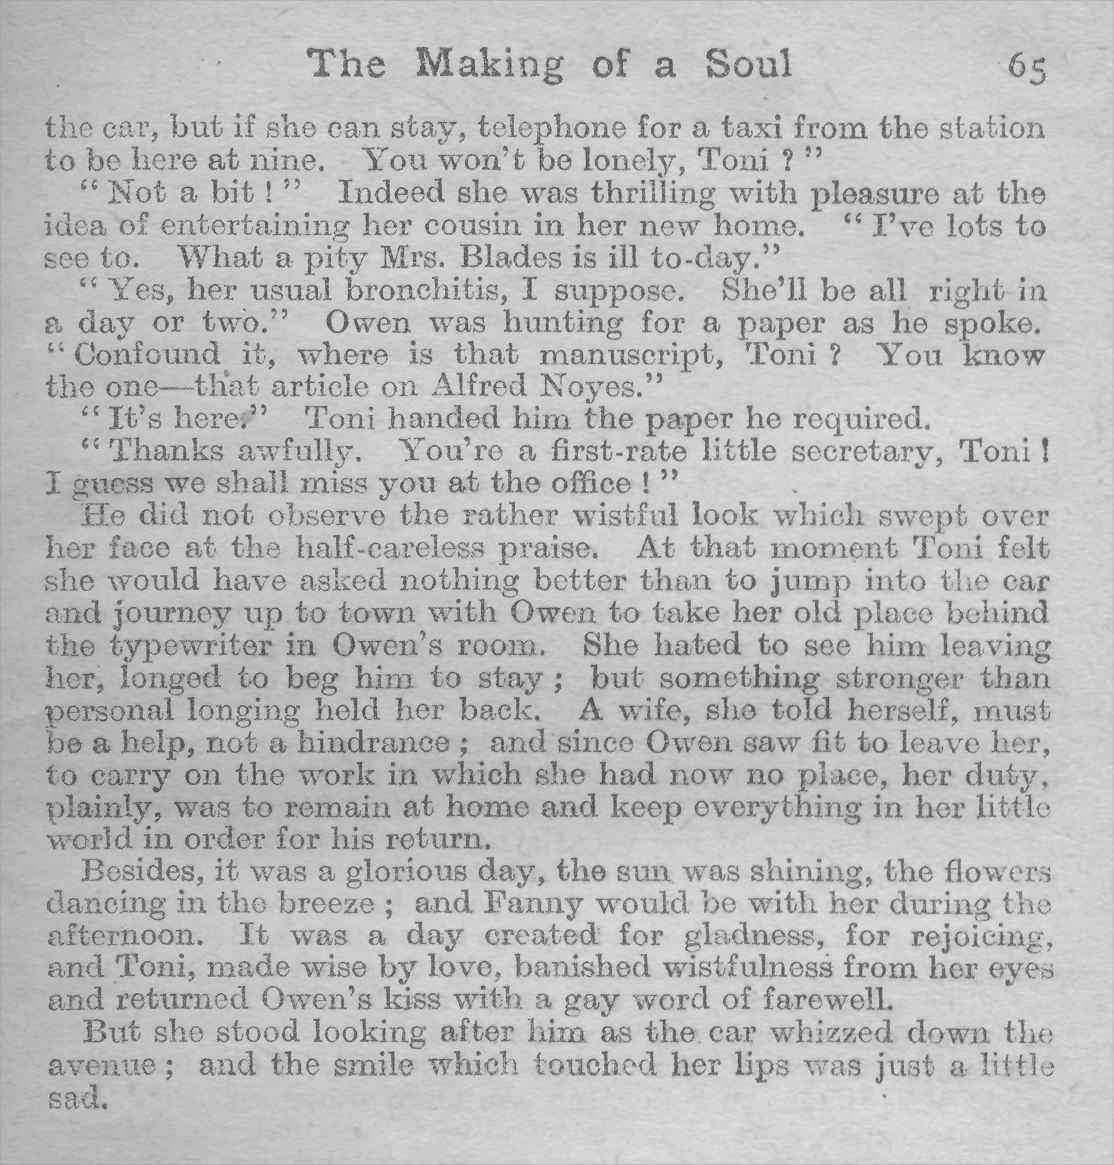 The Making of a Soul 65
the car, but if she can stay, telephone for a taxi from the station
to be here at nine. You won't be lonely, Toni ? "
" Not a bit ! " Indeed she was thrilling with pleasure at the
idea of entertaining her cousin in her new home. " I've lots to
see to. What a pity Mrs. Blades is ill to-day."
" Yes, her usual bronchitis, I suppose. She'll be all right in
a day or two." Owen was hunting for a paper as he spoke.
" Confound it, where is that manuscript, Toni ? You know
the one—that article on Alfred Noyes."
" It's here." Toni handed him the paper he required.
" Thanks awfully. You're a first-rate little secretary, Toni !
I guess we shall miss you at the office ! "
He did not observe the rather wistful look which swept over
her face at the half-careless praise. At that moment Toni felt
she would have asked nothing better than to jump into the car
and journey up to town with Owen to take her old place behind
the typewriter in Owen's room. She hated to see him leaving
her, longed to beg him to stay ; but something stronger than
personal longing held her back. A wife, she told herself, must
be a help, not a hindrance ; and since Owen saw fit to leave her,
to carry on the work in which she had now no place, her duty,
plainly, was to remain at home and keep everything in her little
world in order for his return.
Besides, it was a glorious day, the sun was shining, the flowers
dancing in the breeze ; and Fanny would be with her during the
afternoon. It was a day created for gladness, for rejoicing,
and Toni, made wise by love, banished wistfulness from her eyes
and returned Owen's kiss with a gay word of farewell.
But she stood looking after him as the car whizzed down the
avenue ; and the smile which touched her lips was just a little
sad.